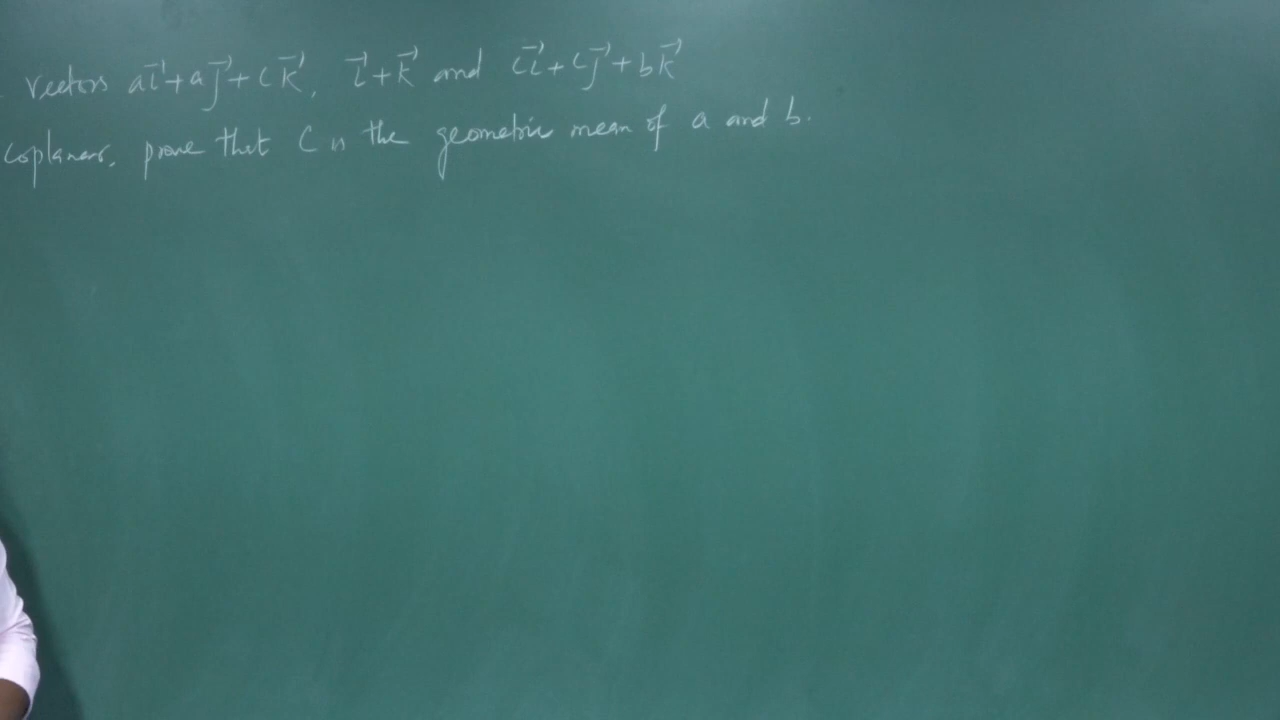 vectors a i⃗ + a j⃗ + c k⃗, i⃗ + k⃗ and c i⃗ + c j⃗ + b k⃗
coplanar, prove that c is the geometric mean of a and b.